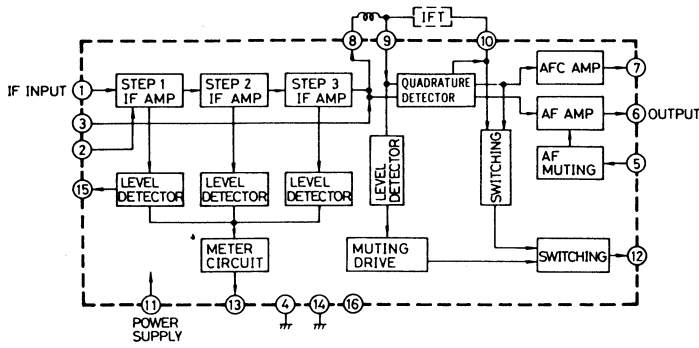 IFT
8
9
10
IF INPUT
1
STEP 1
IF AMP
STEP 2
IF AMP
STEP 3
IF AMP
QUADRATURE
DETECTOR
AFC AMP
7
3
AF AMP
6
OUTPUT
2
AF
MUTING
5
15
LEVEL
DETECTOR
LEVEL
DETECTOR
LEVEL
DETECTOR
LEVEL
DETECTOR
SWITCHING
METER
CIRCUIT
MUTING
DRIVE
SWITCHING
12
11
13
4
14
16
POWER
SUPPLY